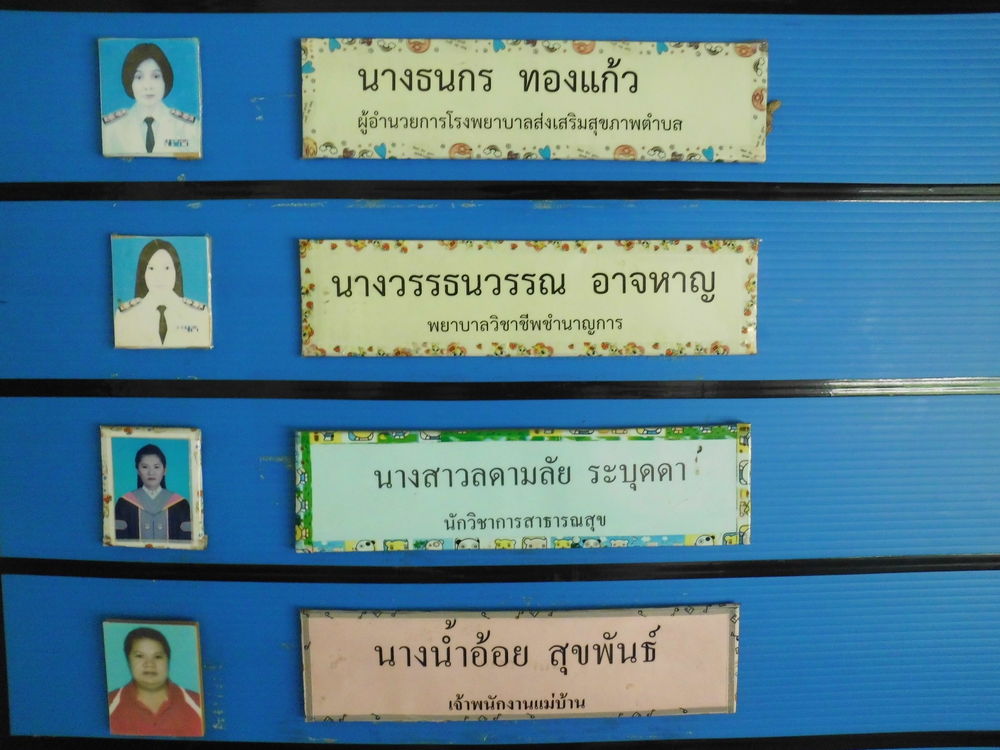 นางธนกร ทองแก้ว
ผู้อำนวยการโรงพยาบาลส่งเสริมสุขภาพตำบล
นางวรรธนวรรณ อาจหาญ
พยาบาลวิชาชีพชำนาญการ
นางสาวลดามลัย ระบุดดา
นักวิชาการสาธารณสุข
นางน้ำอ้อย สุขพันธ์
เจ้าพนักงานแม่บ้าน